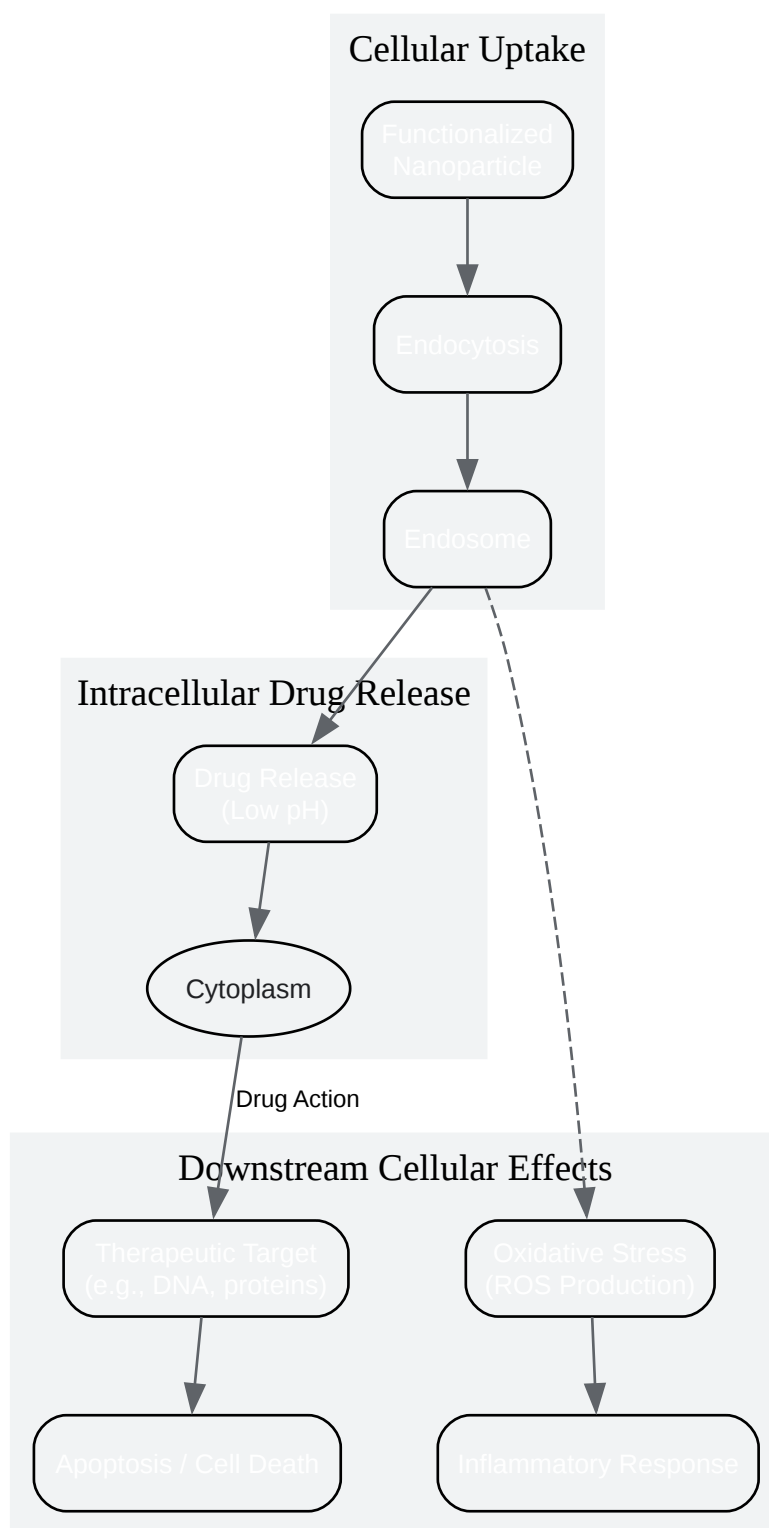 Cellular Uptake
Functionalized
Nanoparticle
Endocytosis
Endosome
Intracellular Drug Release
Drug Release
(Low pH)
Cytoplasm
Drug Action
Downstream Cellular Effects
Therapeutic Target
(e.g., DNA, proteins)
Oxidative Stress
(ROS Production)
Apoptosis / Cell Death
Inflammatory Response